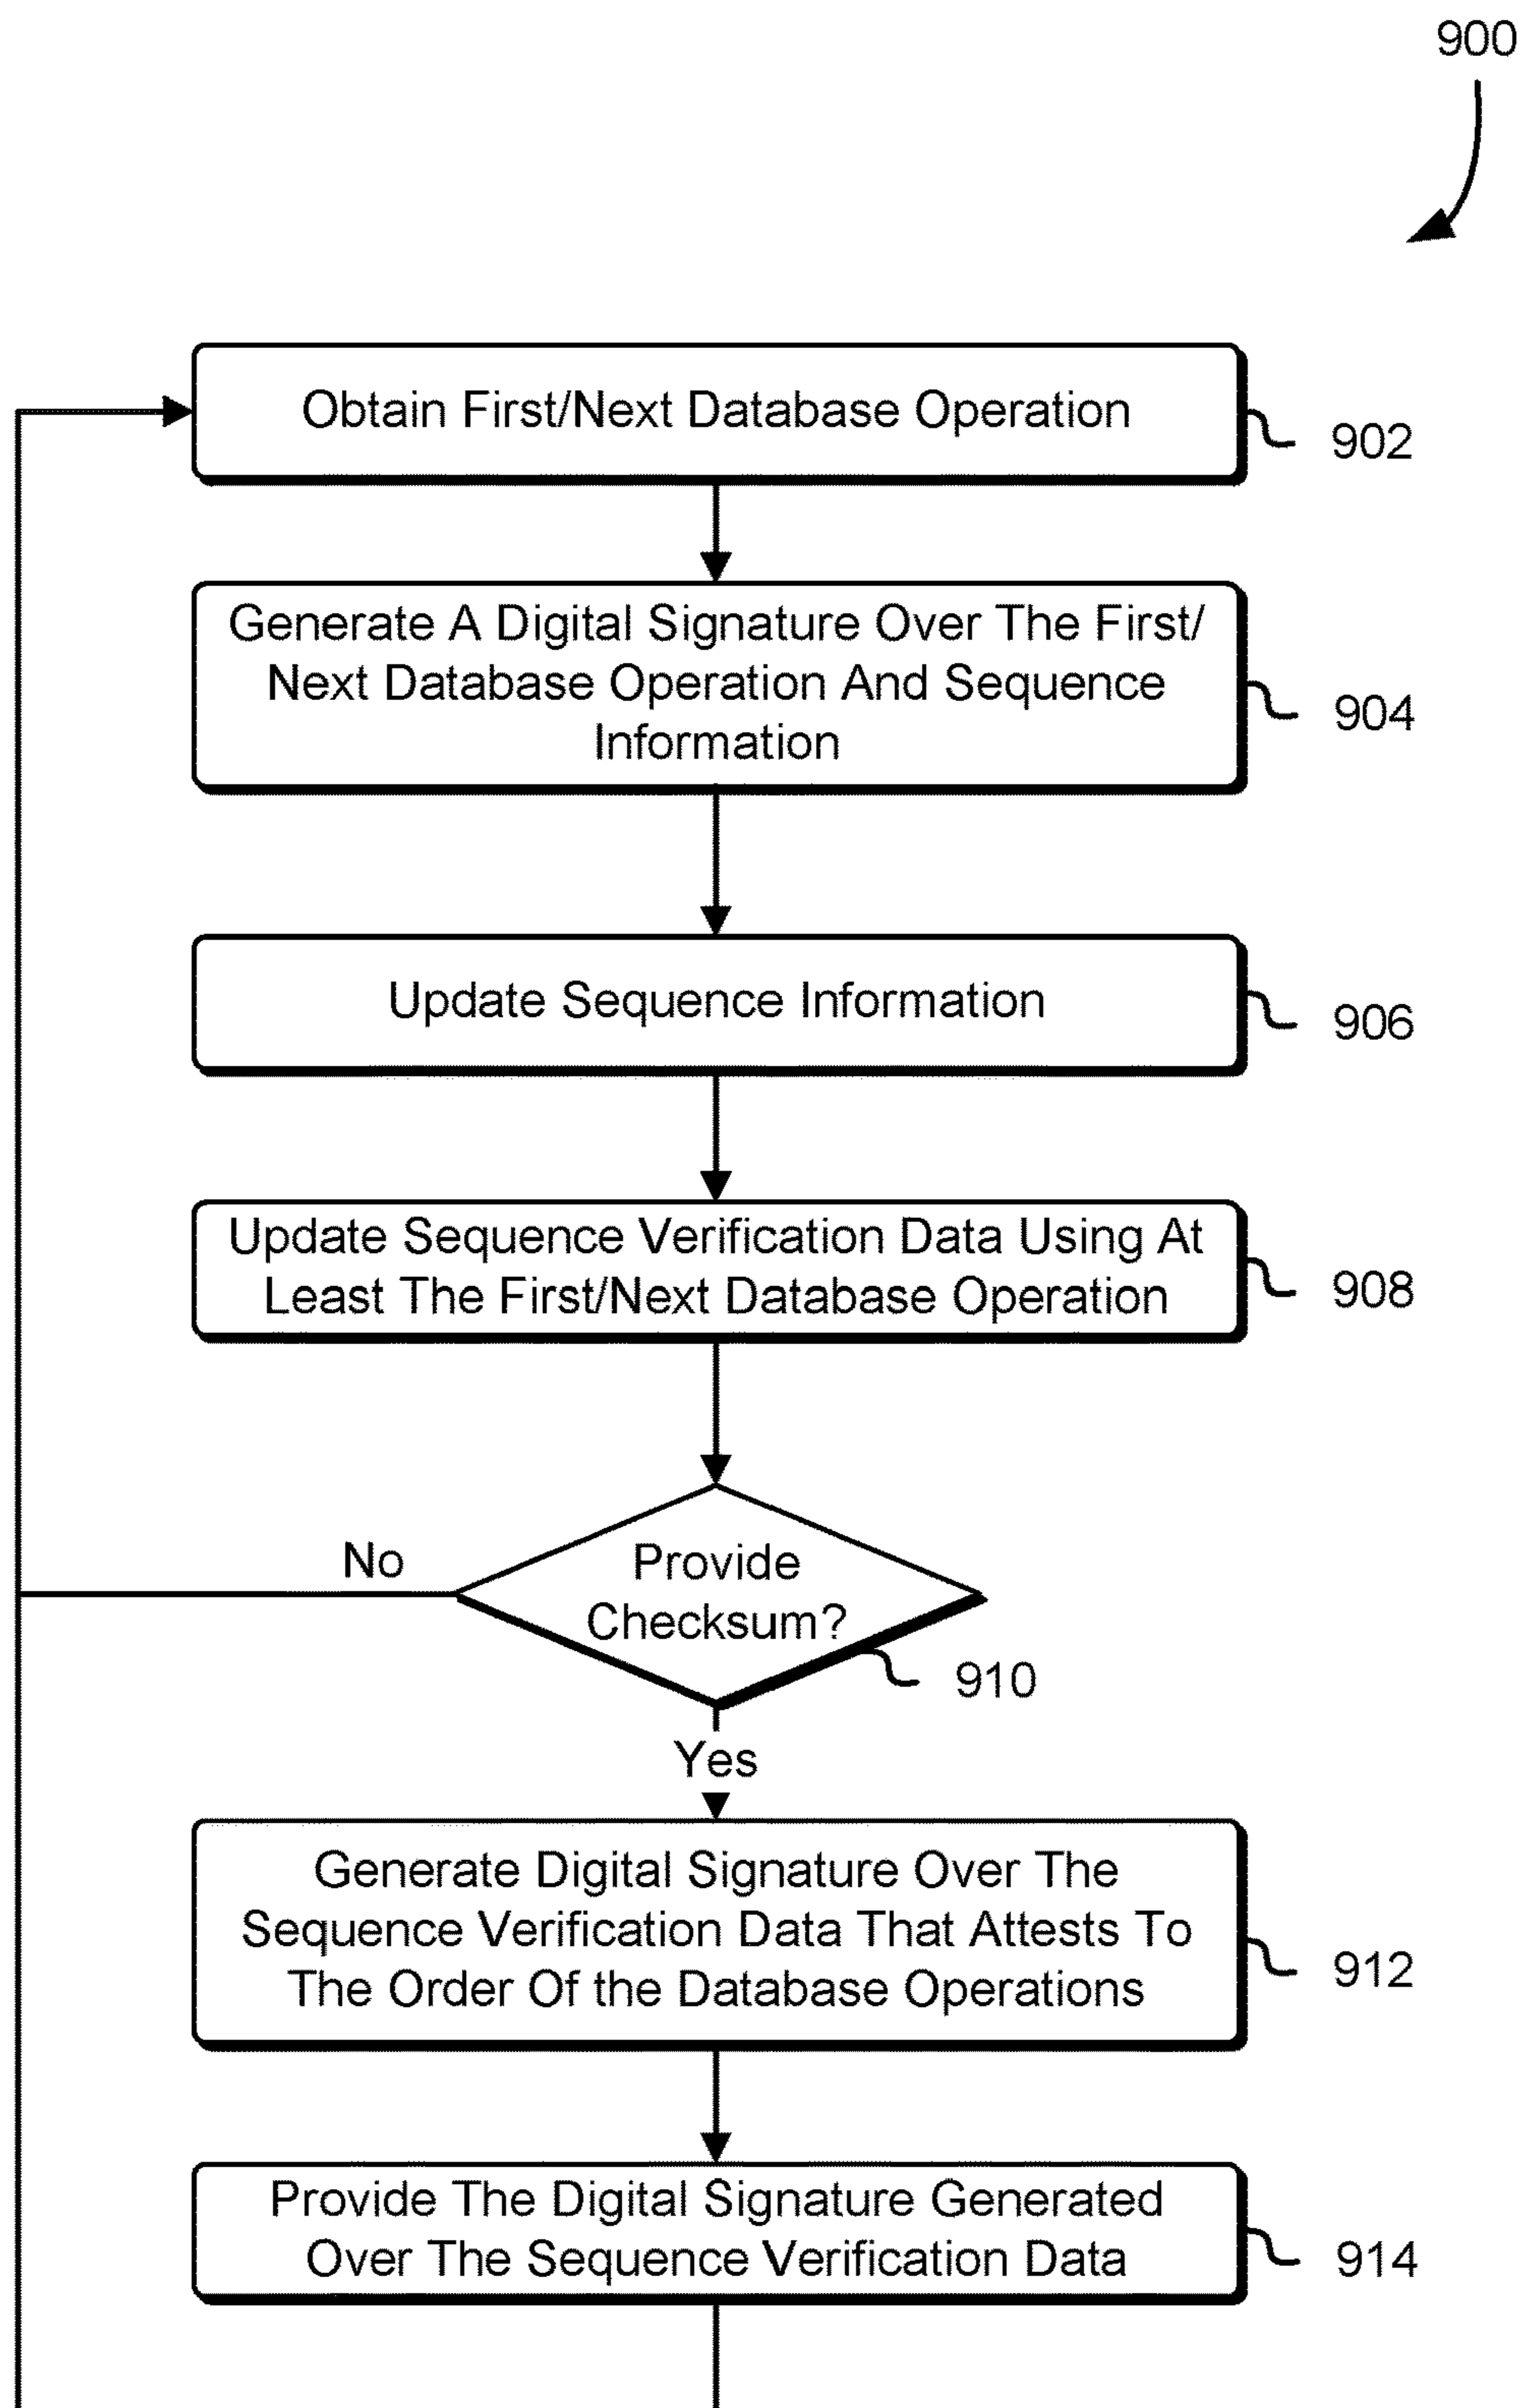 900
Obtain First/Next Database Operation
902
Generate A Digital Signature Over The First/
Next Database Operation And Sequence
Information
904
Update Sequence Information
906
Update Sequence Verification Data Using At
Least The First/Next Database Operation
908
No
Provide
Checksum?
910
Yes
Generate Digital Signature Over The
Sequence Verification Data That Attests To
The Order Of the Database Operations
912
Provide The Digital Signature Generated
Over The Sequence Verification Data
914